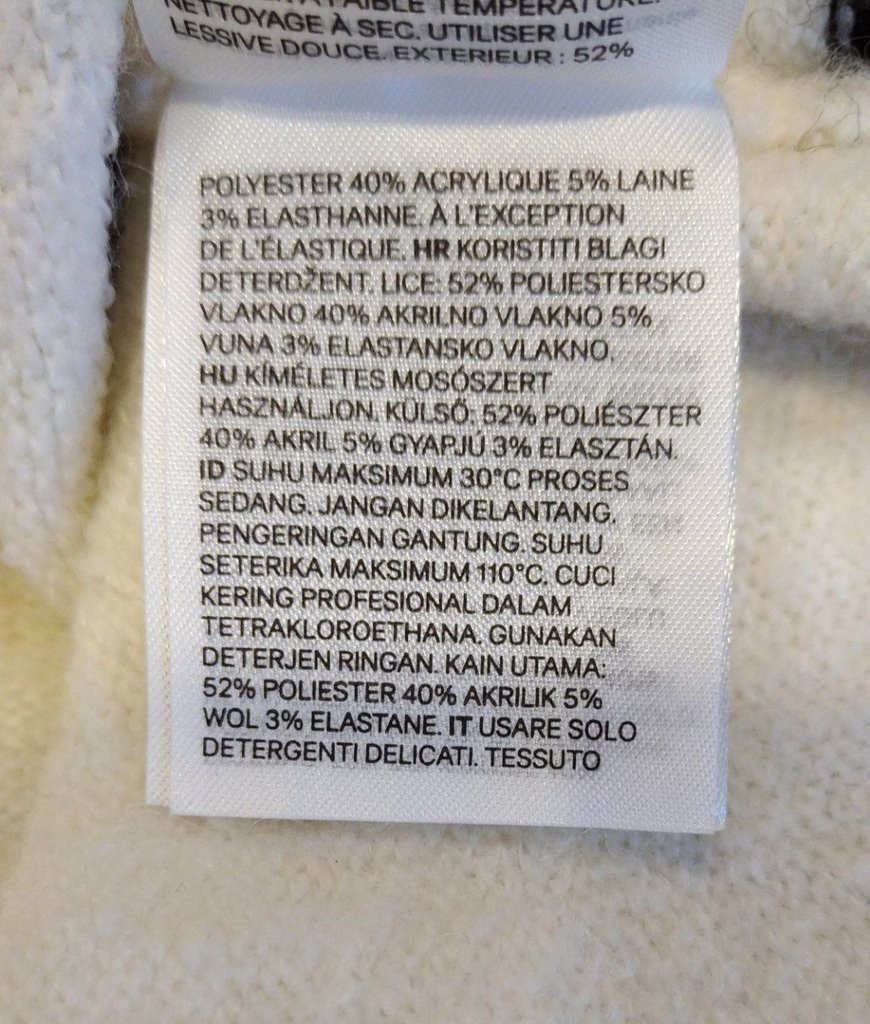 FAIBLE TEMPÉRATURE.
NETTOYAGE À SEC. UTILISER UNE
LESSIVE DOUCE. EXTERIEUR : 52%
POLYESTER 40% ACRYLIQUE 5% LAINE
3% ELASTHANNE. À L'EXCEPTION
DE L'ÉLASTIQUE. HR KORISTITI BLAGI
DETERDŽENT. LICE: 52% POLIESTERSKO
VLAKNO 40% AKRILNO VLAKNO 5%
VUNA 3% ELASTANSKO VLAKNO.
HU KÍMÉLETES MOSÓSZERT
HASZNÁLJON. KÜLSŐ: 52% POLIÉSZTER
40% AKRIL 5% GYAPJÚ 3% ELASZTÁN.
ID SUHU MAKSIMUM 30°C PROSES
SEDANG. JANGAN DIKELANTANG.
PENGERINGAN GANTUNG. SUHU
SETERIKA MAKSIMUM 110°C. CUCI
KERING PROFESIONAL DALAM
TETRAKLOROETHANA. GUNAKAN
DETERJEN RINGAN. KAIN UTAMA:
52% POLIESTER 40% AKRILIK 5%
WOL 3% ELASTANE. IT USARE SOLO
DETERGENTI DELICATI. TESSUTO